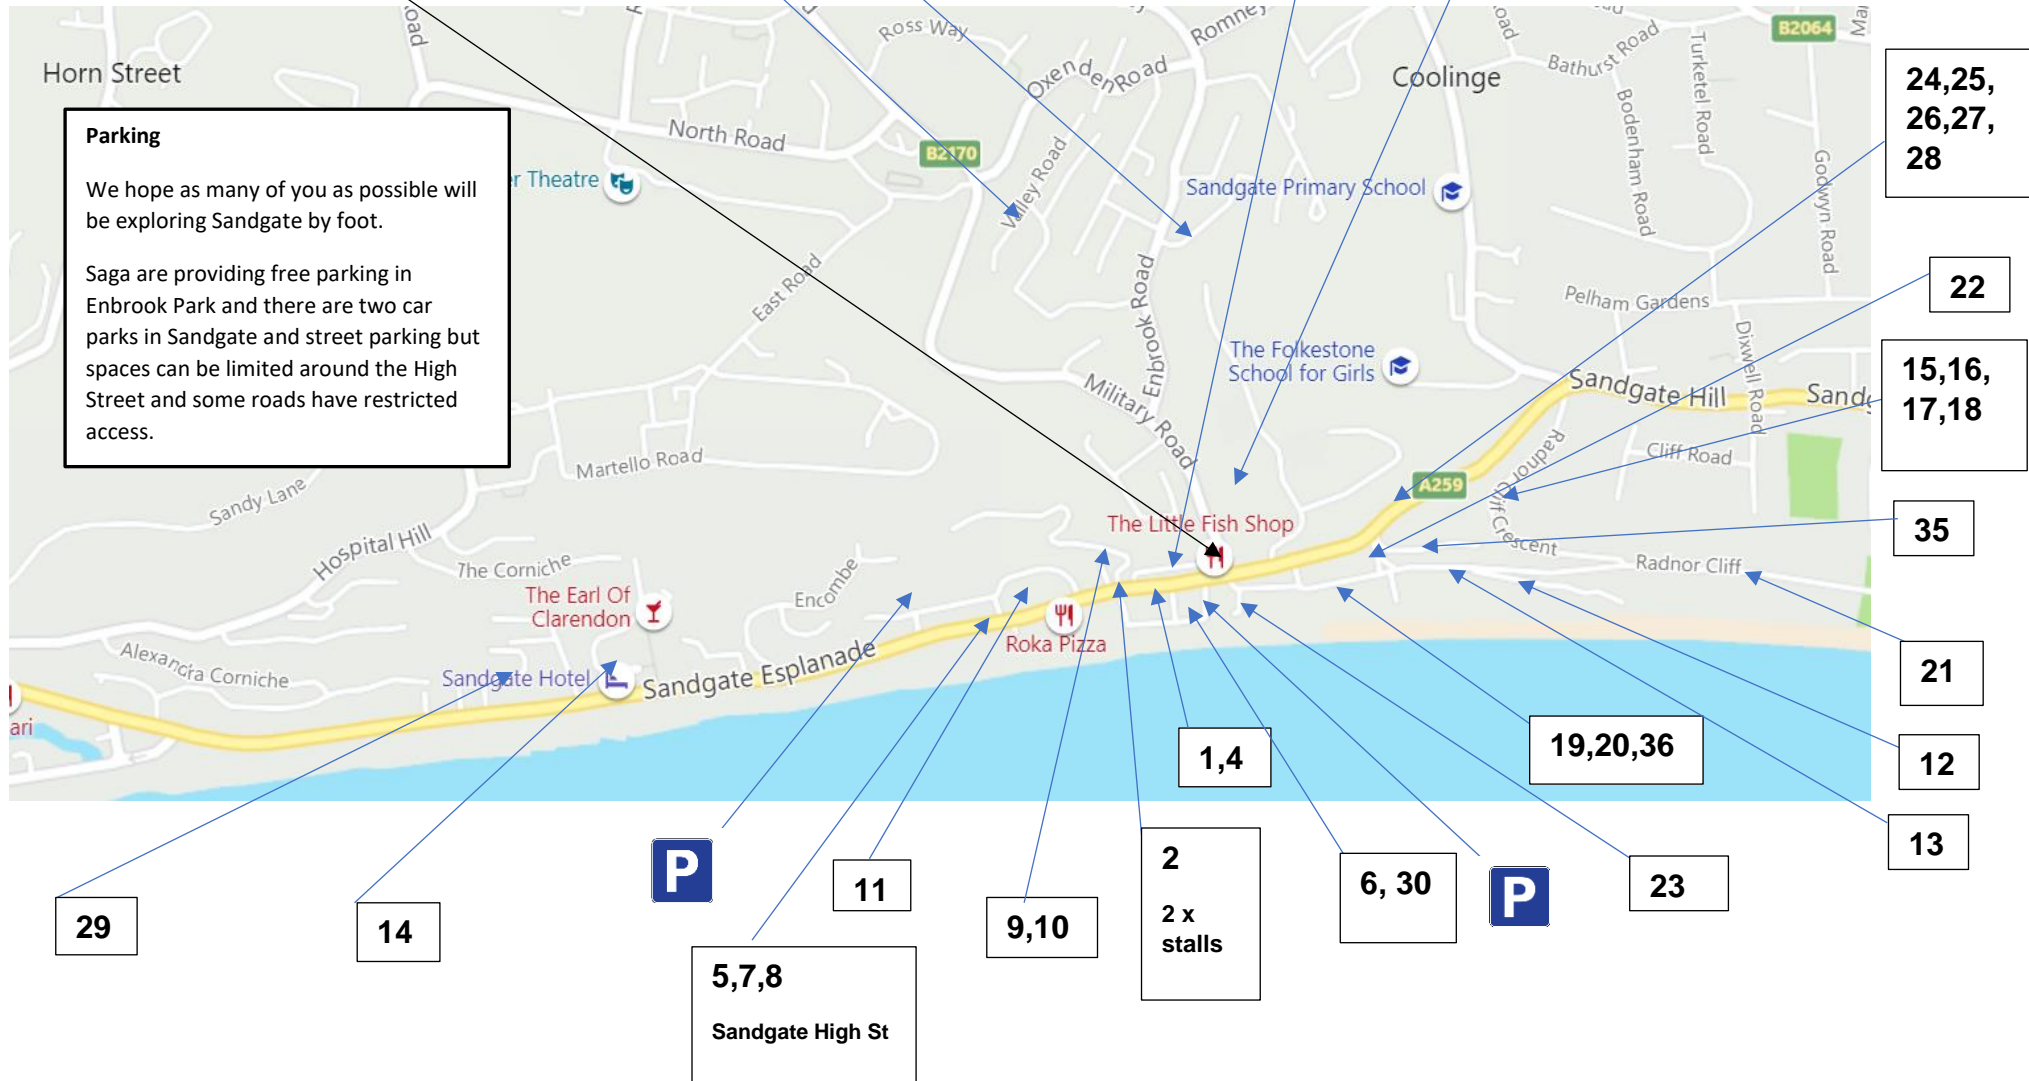 Horn Street
Parking
We hope as many of you as possible will
be exploring Sandgate by foot.
Saga are providing free parking in
Enbrook Park and there are two car
parks in Sandgate and street parking but
spaces can be limited around the High
Street and some roads have restricted
access.
oad
Ross Way
Romney
Oxenden Road
North Road
B2170
r Theatre
Valley Road
East Road
Enbrook Road
Military Road
Coolinge
Road
Bathurst Road
Turketel Road
Bodenham Road
Godwyn Road
B2064
Sandgate Primary School
Pelham Gardens
Dixwell Road
The Folkestone
School for Girls
Sandgate Hill
Sandg
Radnor Cliff Crescent
Cliff Road
A259
Radnor Cliff
Martello Road
Sandy Lane
Hospital Hill
The Corniche
Encombe
The Earl Of
Clarendon
The Little Fish Shop
Roka Pizza
Alexandra Corniche
Sandgate Hotel
Sandgate Esplanade
ari
24,25,
26,27,
28
22
15,16,
17,18
35
21
12
13
19,20,36
1,4
29
14
P
11
5,7,8
Sandgate High St
9,10
2
2 x
stalls
6, 30
P
23